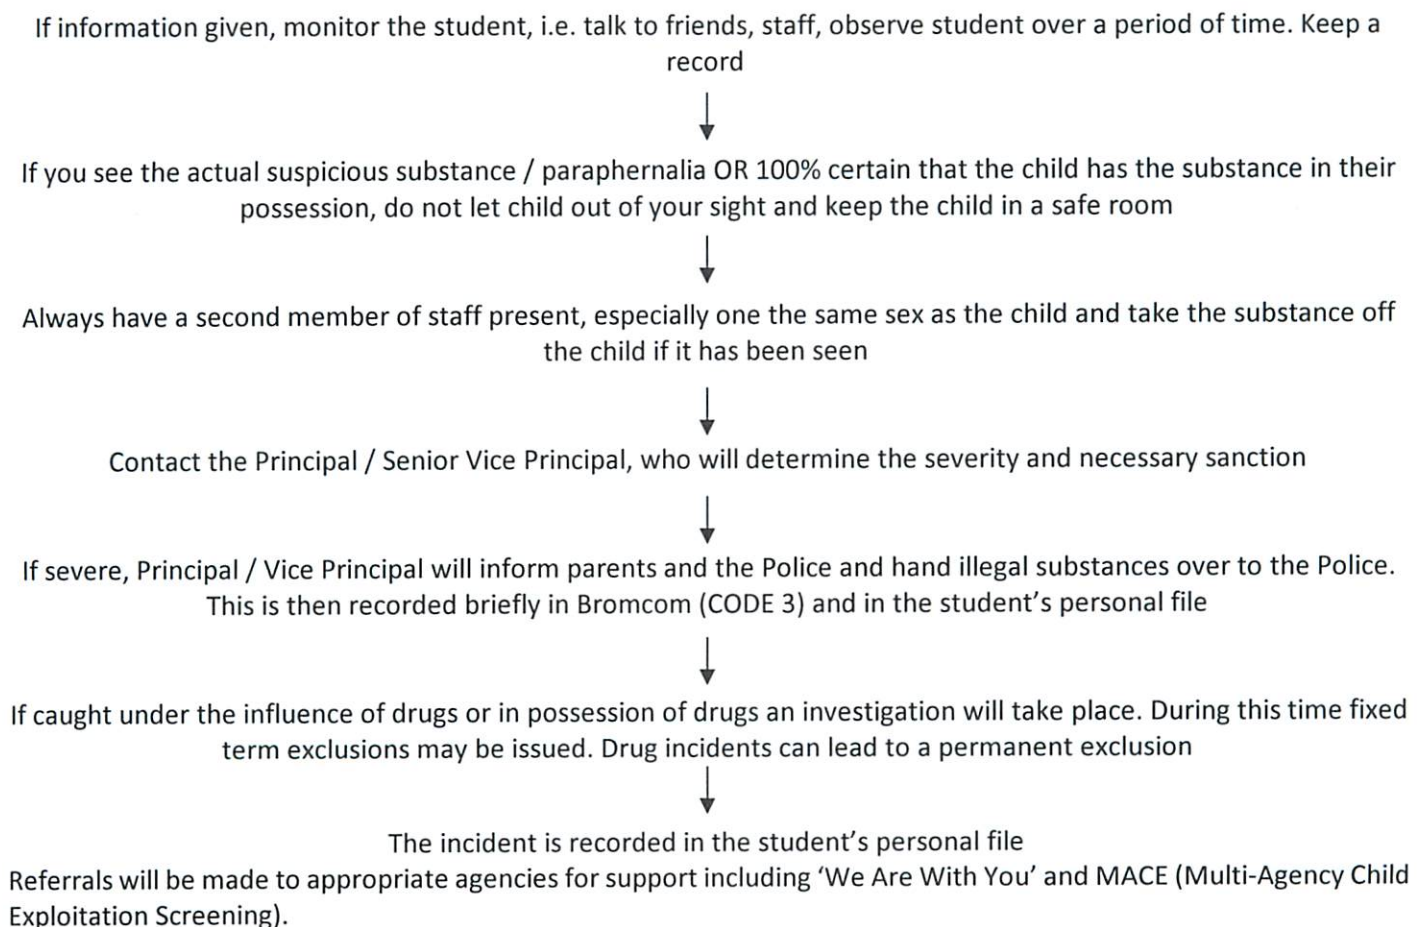 If information given, monitor the student, i.e. talk to friends, staff, observe student over a period of time. Keep a
record
If you see the actual suspicious substance / paraphernalia OR 100% certain that the child has the substance in their
possession, do not let child out of your sight and keep the child in a safe room
Always have a second member of staff present, especially one the same sex as the child and take the substance off
the child if it has been seen
Contact the Principal / Senior Vice Principal, who will determine the severity and necessary sanction
If severe, Principal / Vice Principal will inform parents and the Police and hand illegal substances over to the Police.
This is then recorded briefly in Bromcom (CODE 3) and in the student's personal file
If caught under the influence of drugs or in possession of drugs an investigation will take place. During this time fixed
term exclusions may be issued. Drug incidents can lead to a permanent exclusion
The incident is recorded in the student's personal file
Referrals will be made to appropriate agencies for support including 'We Are With You' and MACE (Multi-Agency Child
Exploitation Screening).